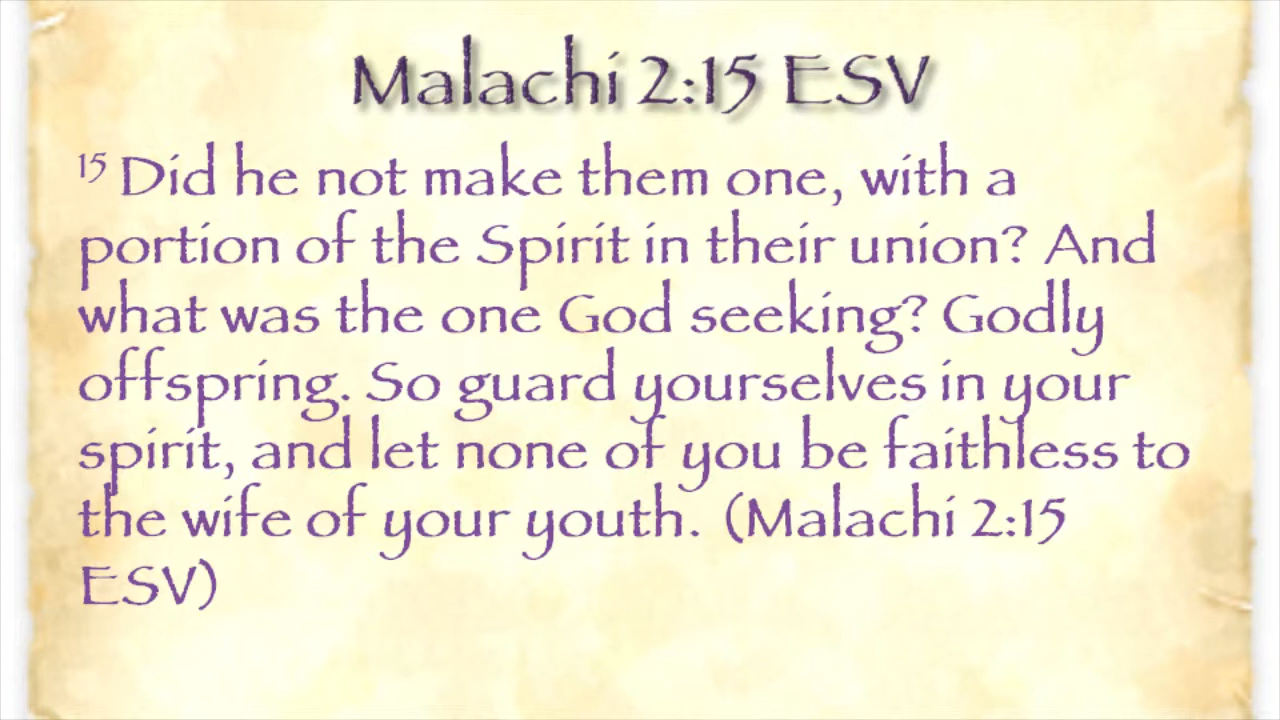 Malachi 2:15 ESV
15 Did he not make them one, with a
portion of the Spirit in their union? And
what was the one God seeking? Godly
offspring. So guard yourselves in your
spirit, and let none of you be faithless to
the wife of your youth. (Malachi 2:15
ESV)